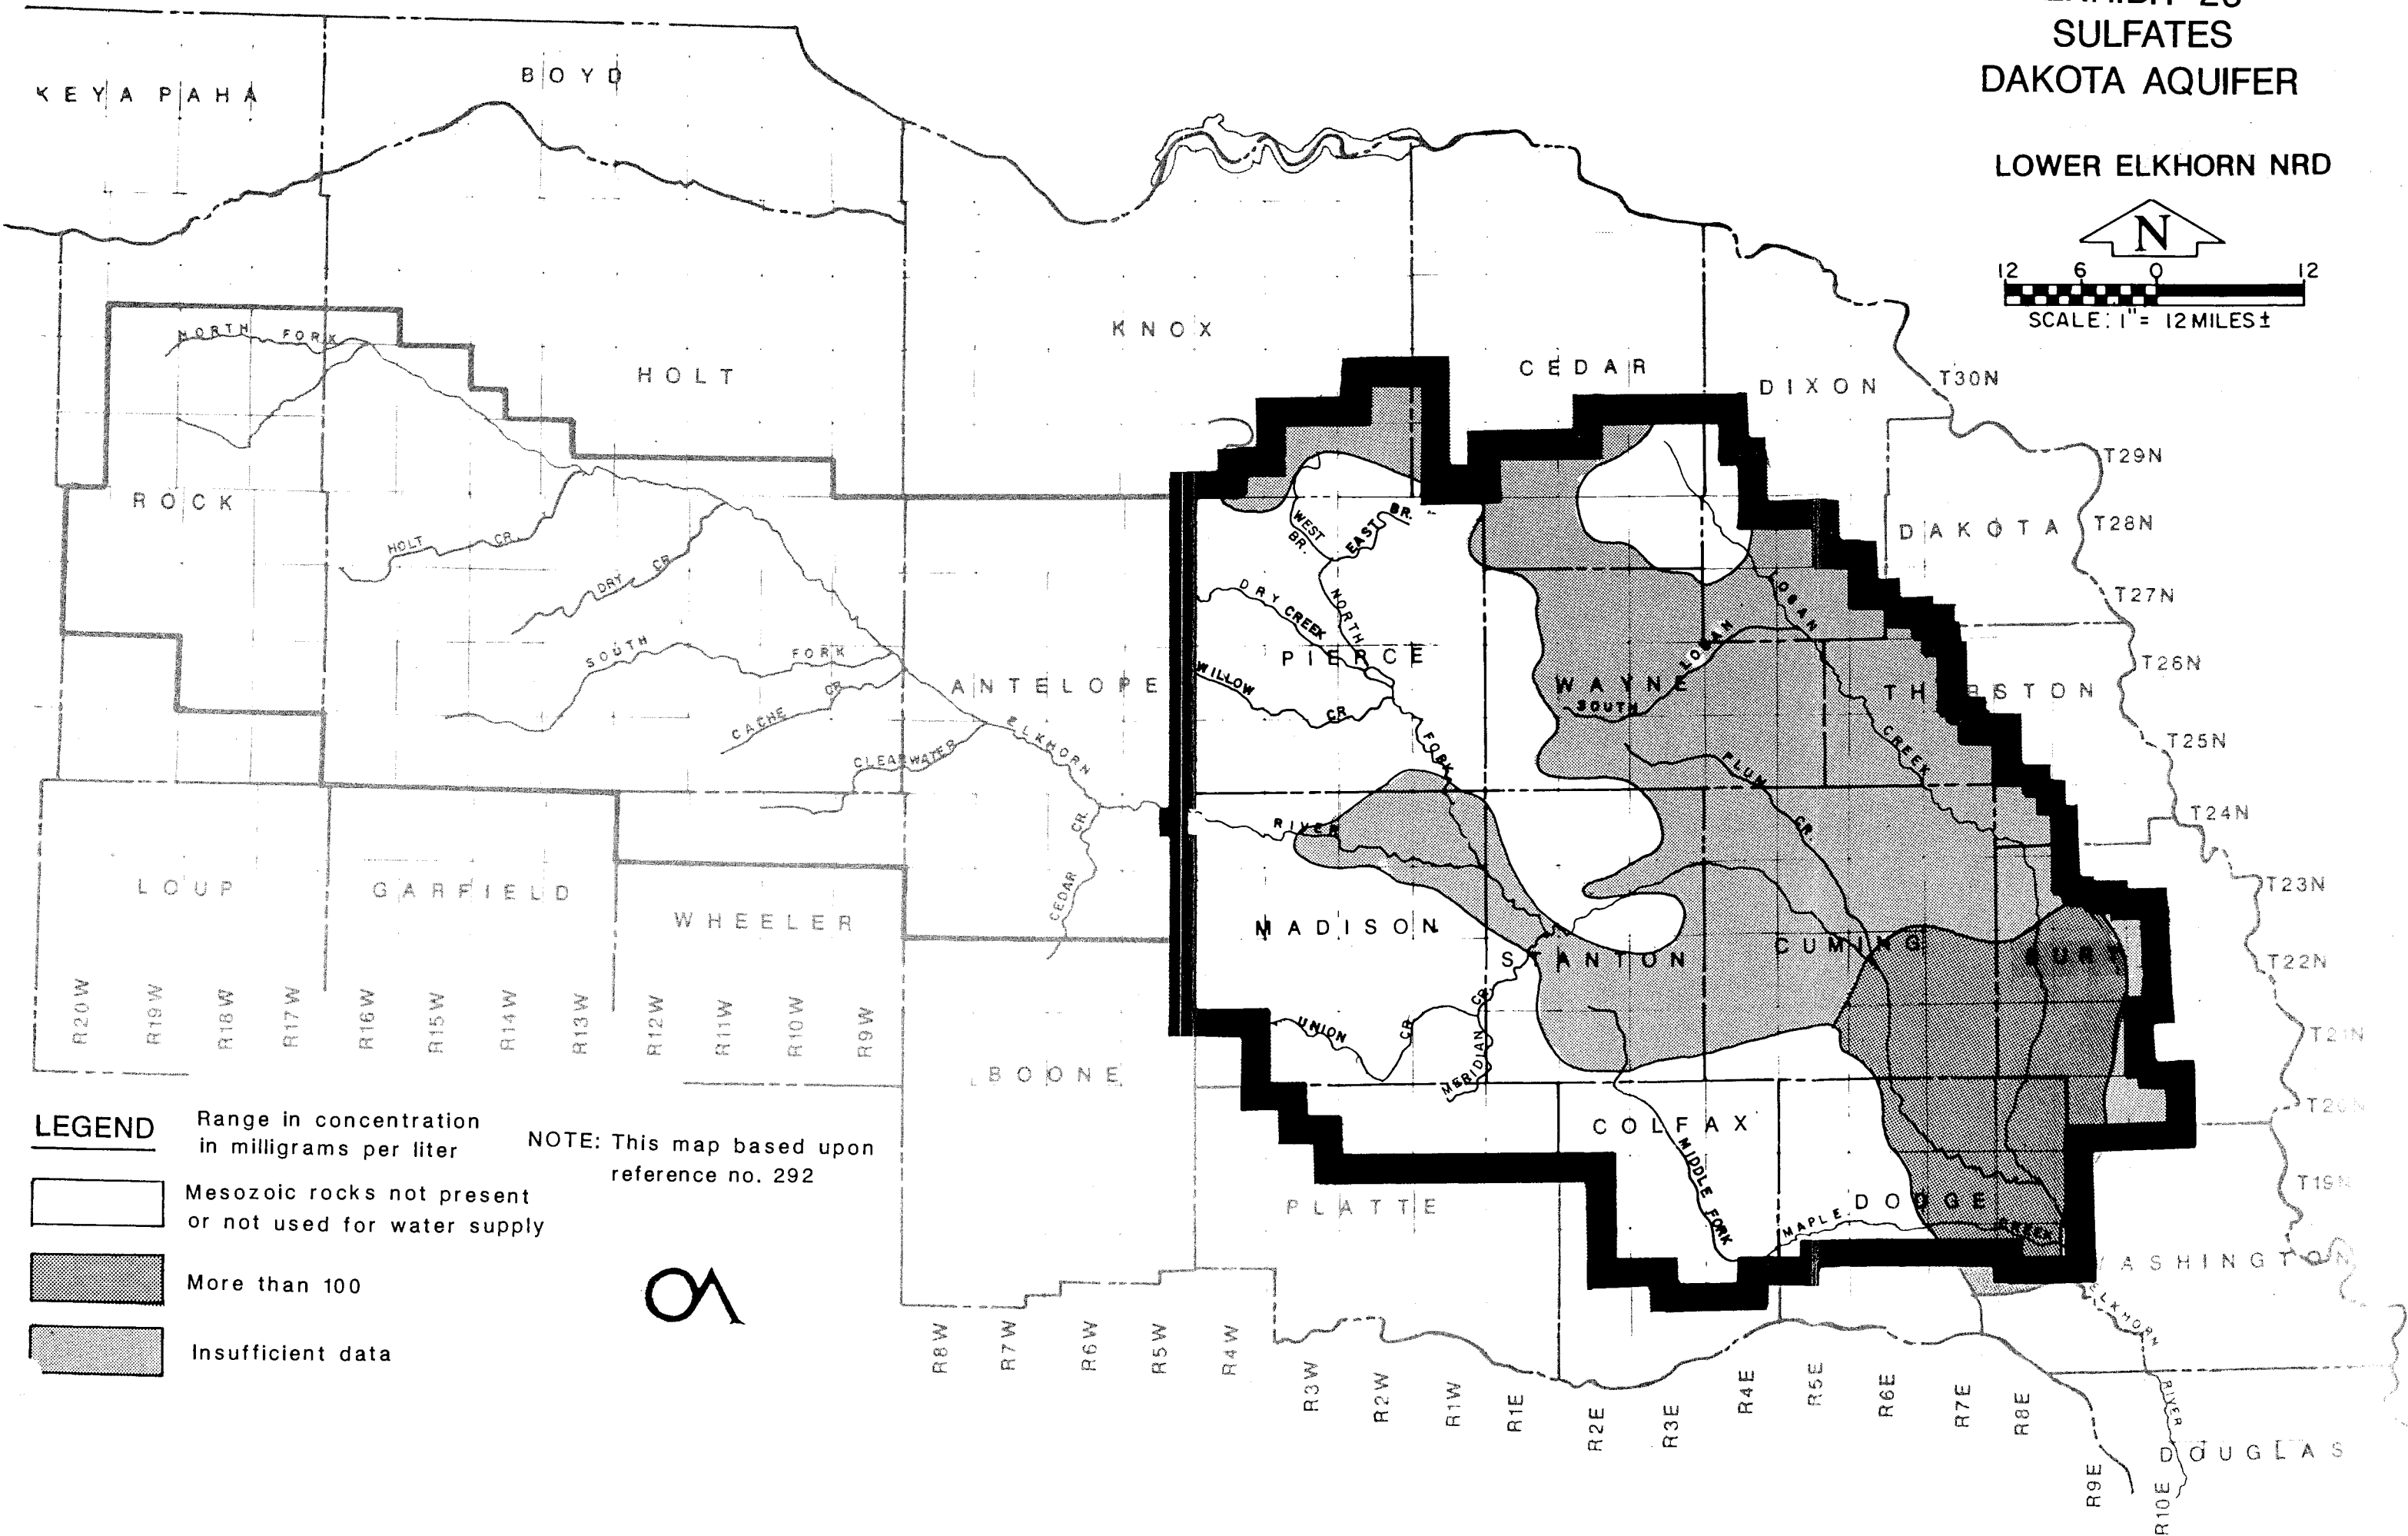 SULFATES
DAKOTA AQUIFER
LOWER ELKHORN NRD
N
12 6 0 12
SCALE: 1"= 12 MILES ±
KEYA PAHA
BOYD
KNOX
CEDAR
DIXON
HOLT
ROCK
DAKOTA
NORTH FORK
HOLT CR.
DRY CR.
SOUTH FORK
CACHE CR.
CLEARWATER
ELKHORN
CEDAR CR.
ANTELOPE
WEST BR.
EAST BR.
DRY CREEK
NORTH
FORK
PIERCE
WILLOW CR.
WAYNE
SOUTH LOGAN
LOGAN
CREEK
PLUM CR.
RIVER
LOUP
GARFIELD
WHEELER
MADISON
STANTON
CUMING
UNION CR.
MERIDIAN CR.
BOONE
COLFAX
PLATTE
MIDDLE FORK
DODGE
MAPLE CREEK
ELKHORN
RIVER
DOUGLAS
T30N
T29N
T28N
T27N
T26N
T25N
T24N
T23N
T22N
T21N
T20N
T19N
R20W R19W R18W R17W R16W R15W R14W R13W R12W R11W R10W R9W
R8W R7W R6W R5W R4W R3W R2W R1W R1E R2E R3E R4E R5E R6E R7E R8E R9E R10E
LEGEND
Range in concentration
in milligrams per liter
Mesozoic rocks not present
or not used for water supply
More than 100
Insufficient data
NOTE: This map based upon
reference no. 292